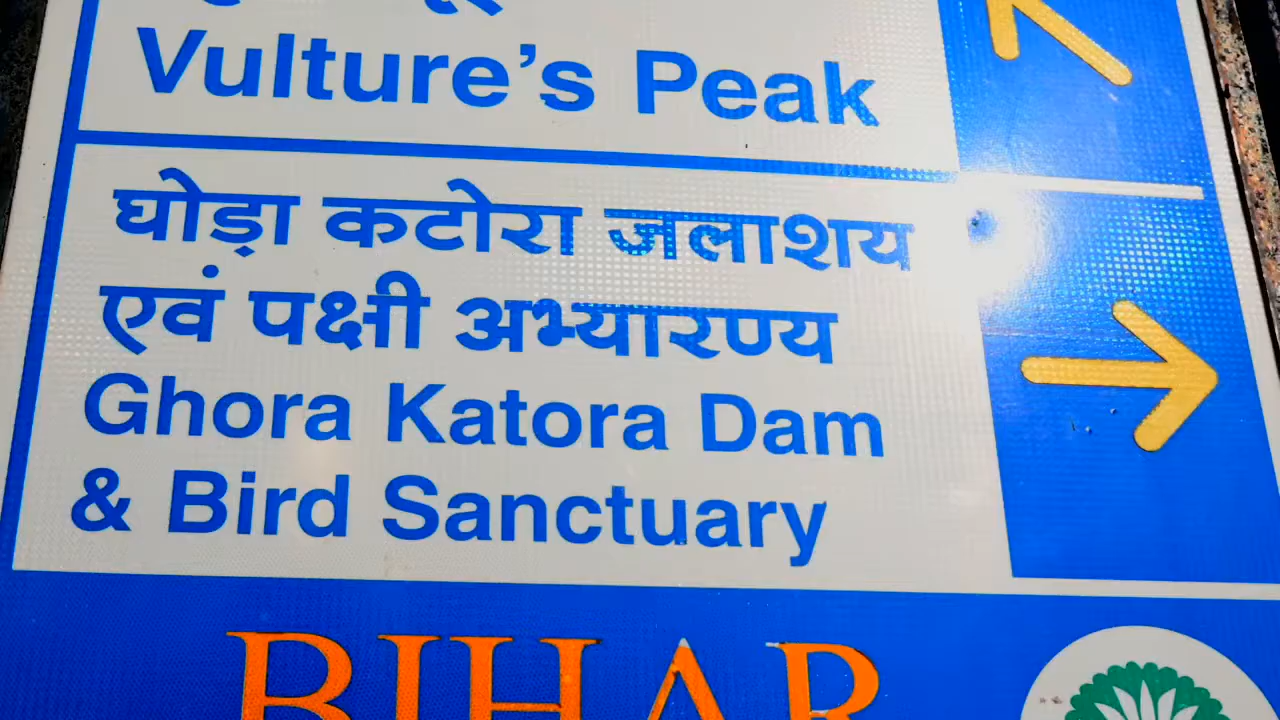 Vulture's Peak
घोड़ा कटोरा जलाशय
एवं पक्षी अभ्यारण्य
Ghora Katora Dam
& Bird Sanctuary
BIHAR